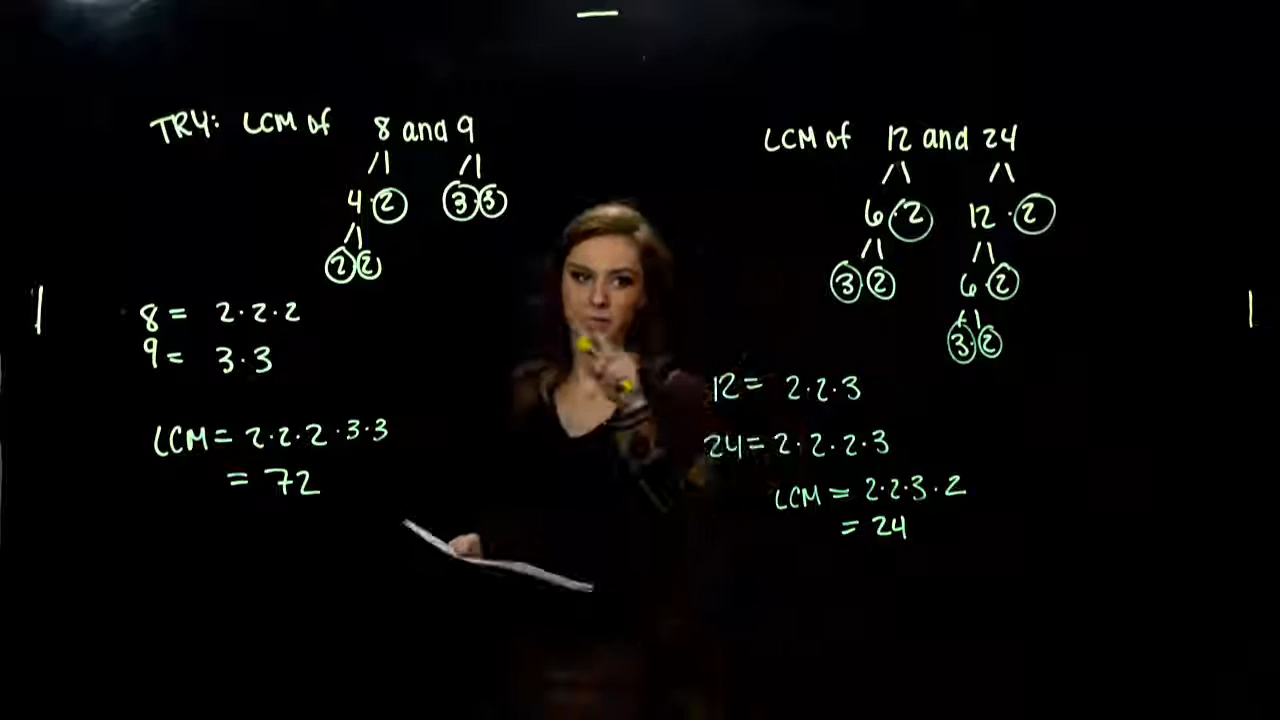 TRY: LCM of 8 and 9
4 · 2 3 · 3
2 · 2
8 = 2 · 2 · 2
9 = 3 · 3
LCM = 2 · 2 · 2 · 3 · 3
= 72
LCM of 12 and 24
6 · 2 12 · 2
3 · 2 6 · 2
3 · 2
12 = 2 · 2 · 3
24 = 2 · 2 · 2 · 3
LCM = 2 · 2 · 3 · 2
= 24